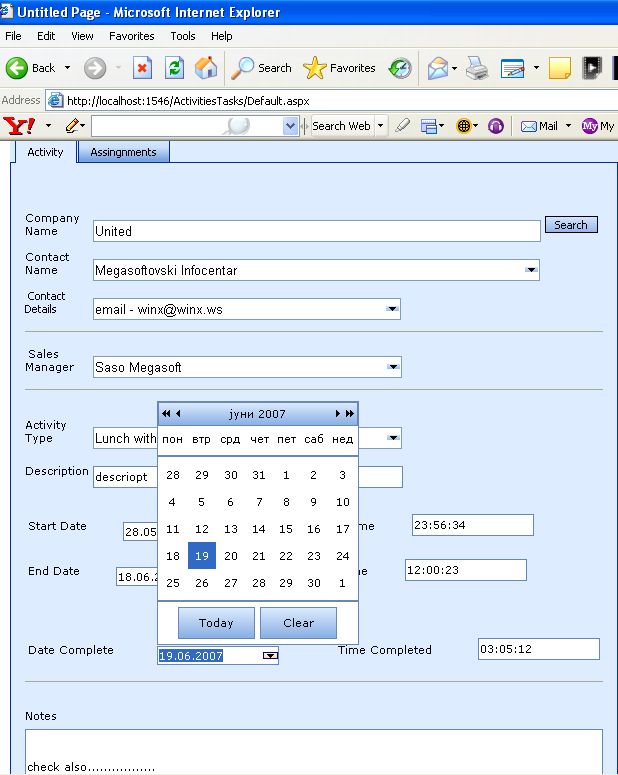 Untitled Page - Microsoft Internet Explorer
File Edit View Favorites Tools Help
Back Search Favorites
Address http://localhost:1546/ActivitiesTasks/Default.aspx
Y! Search Web Mail My My
Activity Assingnments
Company Name United Search
Contact Name Megasoftovski Infocentar
Contact Details email - winx@winx.ws
Sales Manager Saso Megasoft
Activity Type Lunch with
јуни 2007
пон втр срд чет пет саб нед
Description descriopt
28 29 30 31 1 2 3
4 5 6 7 8 9 10
11 12 13 14 15 16 17
18 19 20 21 22 23 24
25 26 27 28 29 30 1
Start Date 28.05 me 23:56:34
End Date 18.06.2 e 12:00:23
Today Clear
Date Complete 19.06.2007 Time Completed 03:05:12
Notes
check also.................